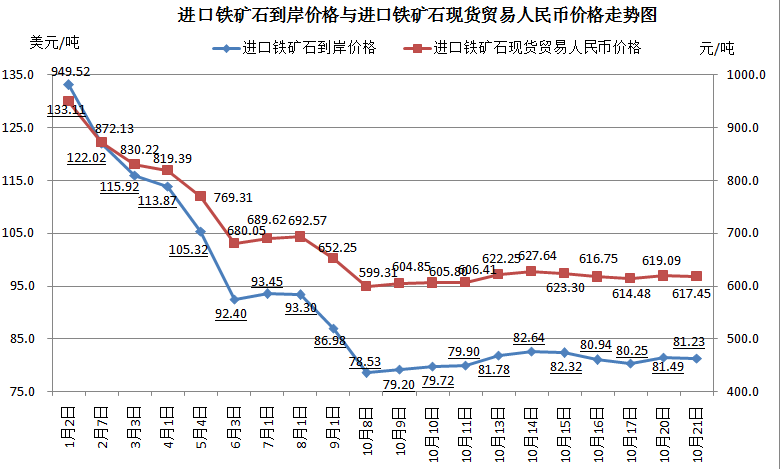 进口铁矿石到岸价格与进口铁矿石现货贸易人民币价格走势图
美元/吨
进口铁矿石到岸价格
进口铁矿石现货贸易人民币价格
元/吨
135.0
125.0
115.0
105.0
95.0
85.0
75.0
1000.0
900.0
800.0
700.0
600.0
500.0
400.0
949.52
872.13
830.22
819.39
769.31
680.05
689.62
692.57
652.25
599.31
604.85
605.80
606.41
622.25
627.64
623.30
616.75
614.48
619.09
617.45
133.11
122.02
115.92
113.87
105.32
92.40
93.45
93.30
86.98
78.53
79.20
79.72
79.90
81.78
82.64
82.32
80.94
80.25
81.49
81.23
1月2日
2月7日
3月3日
4月1日
5月4日
6月3日
7月1日
8月1日
9月1日
10月8日
10月9日
10月10日
10月11日
10月13日
10月14日
10月15日
10月16日
10月17日
10月20日
10月21日